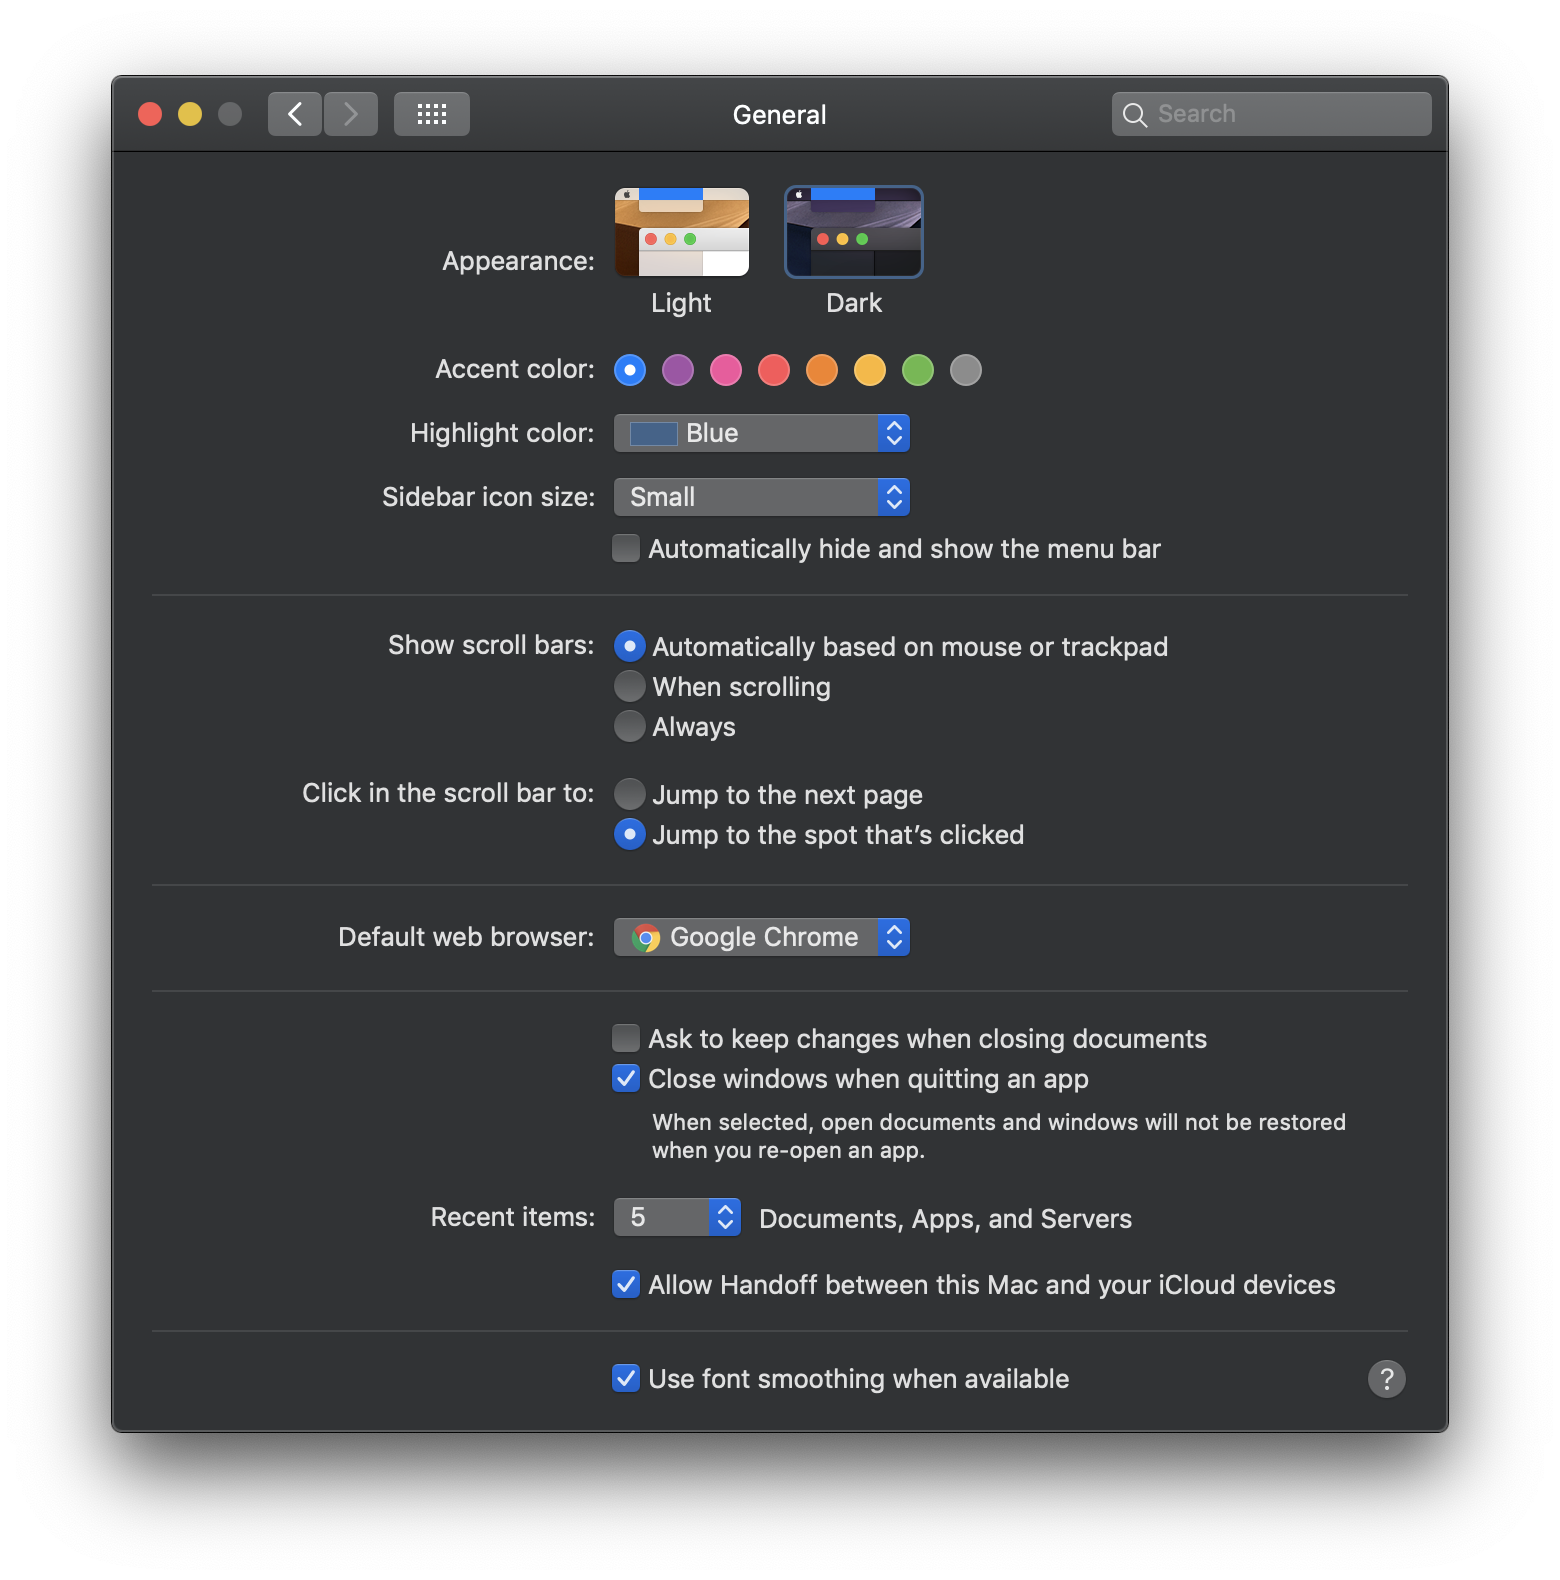 General
Search
Appearance:
Light
Dark
Accent color:
Highlight color: Blue
Sidebar icon size: Small
Automatically hide and show the menu bar
Show scroll bars: Automatically based on mouse or trackpad
When scrolling
Always
Click in the scroll bar to: Jump to the next page
Jump to the spot that’s clicked
Default web browser: Google Chrome
Ask to keep changes when closing documents
Close windows when quitting an app
When selected, open documents and windows will not be restored
when you re-open an app.
Recent items: 5 Documents, Apps, and Servers
Allow Handoff between this Mac and your iCloud devices
Use font smoothing when available
?